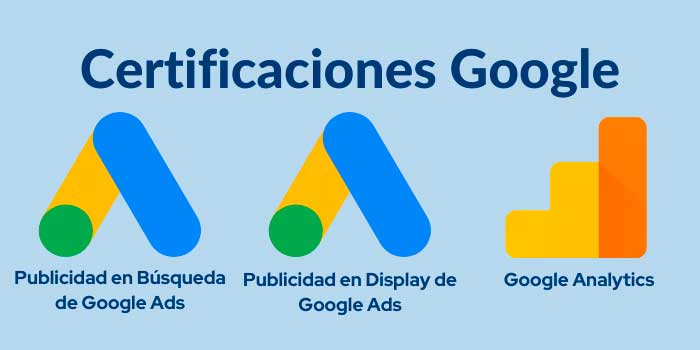 Certificaciones Google
Publicidad en Búsqueda
de Google Ads
Publicidad en Display de
Google Ads
Google Analytics